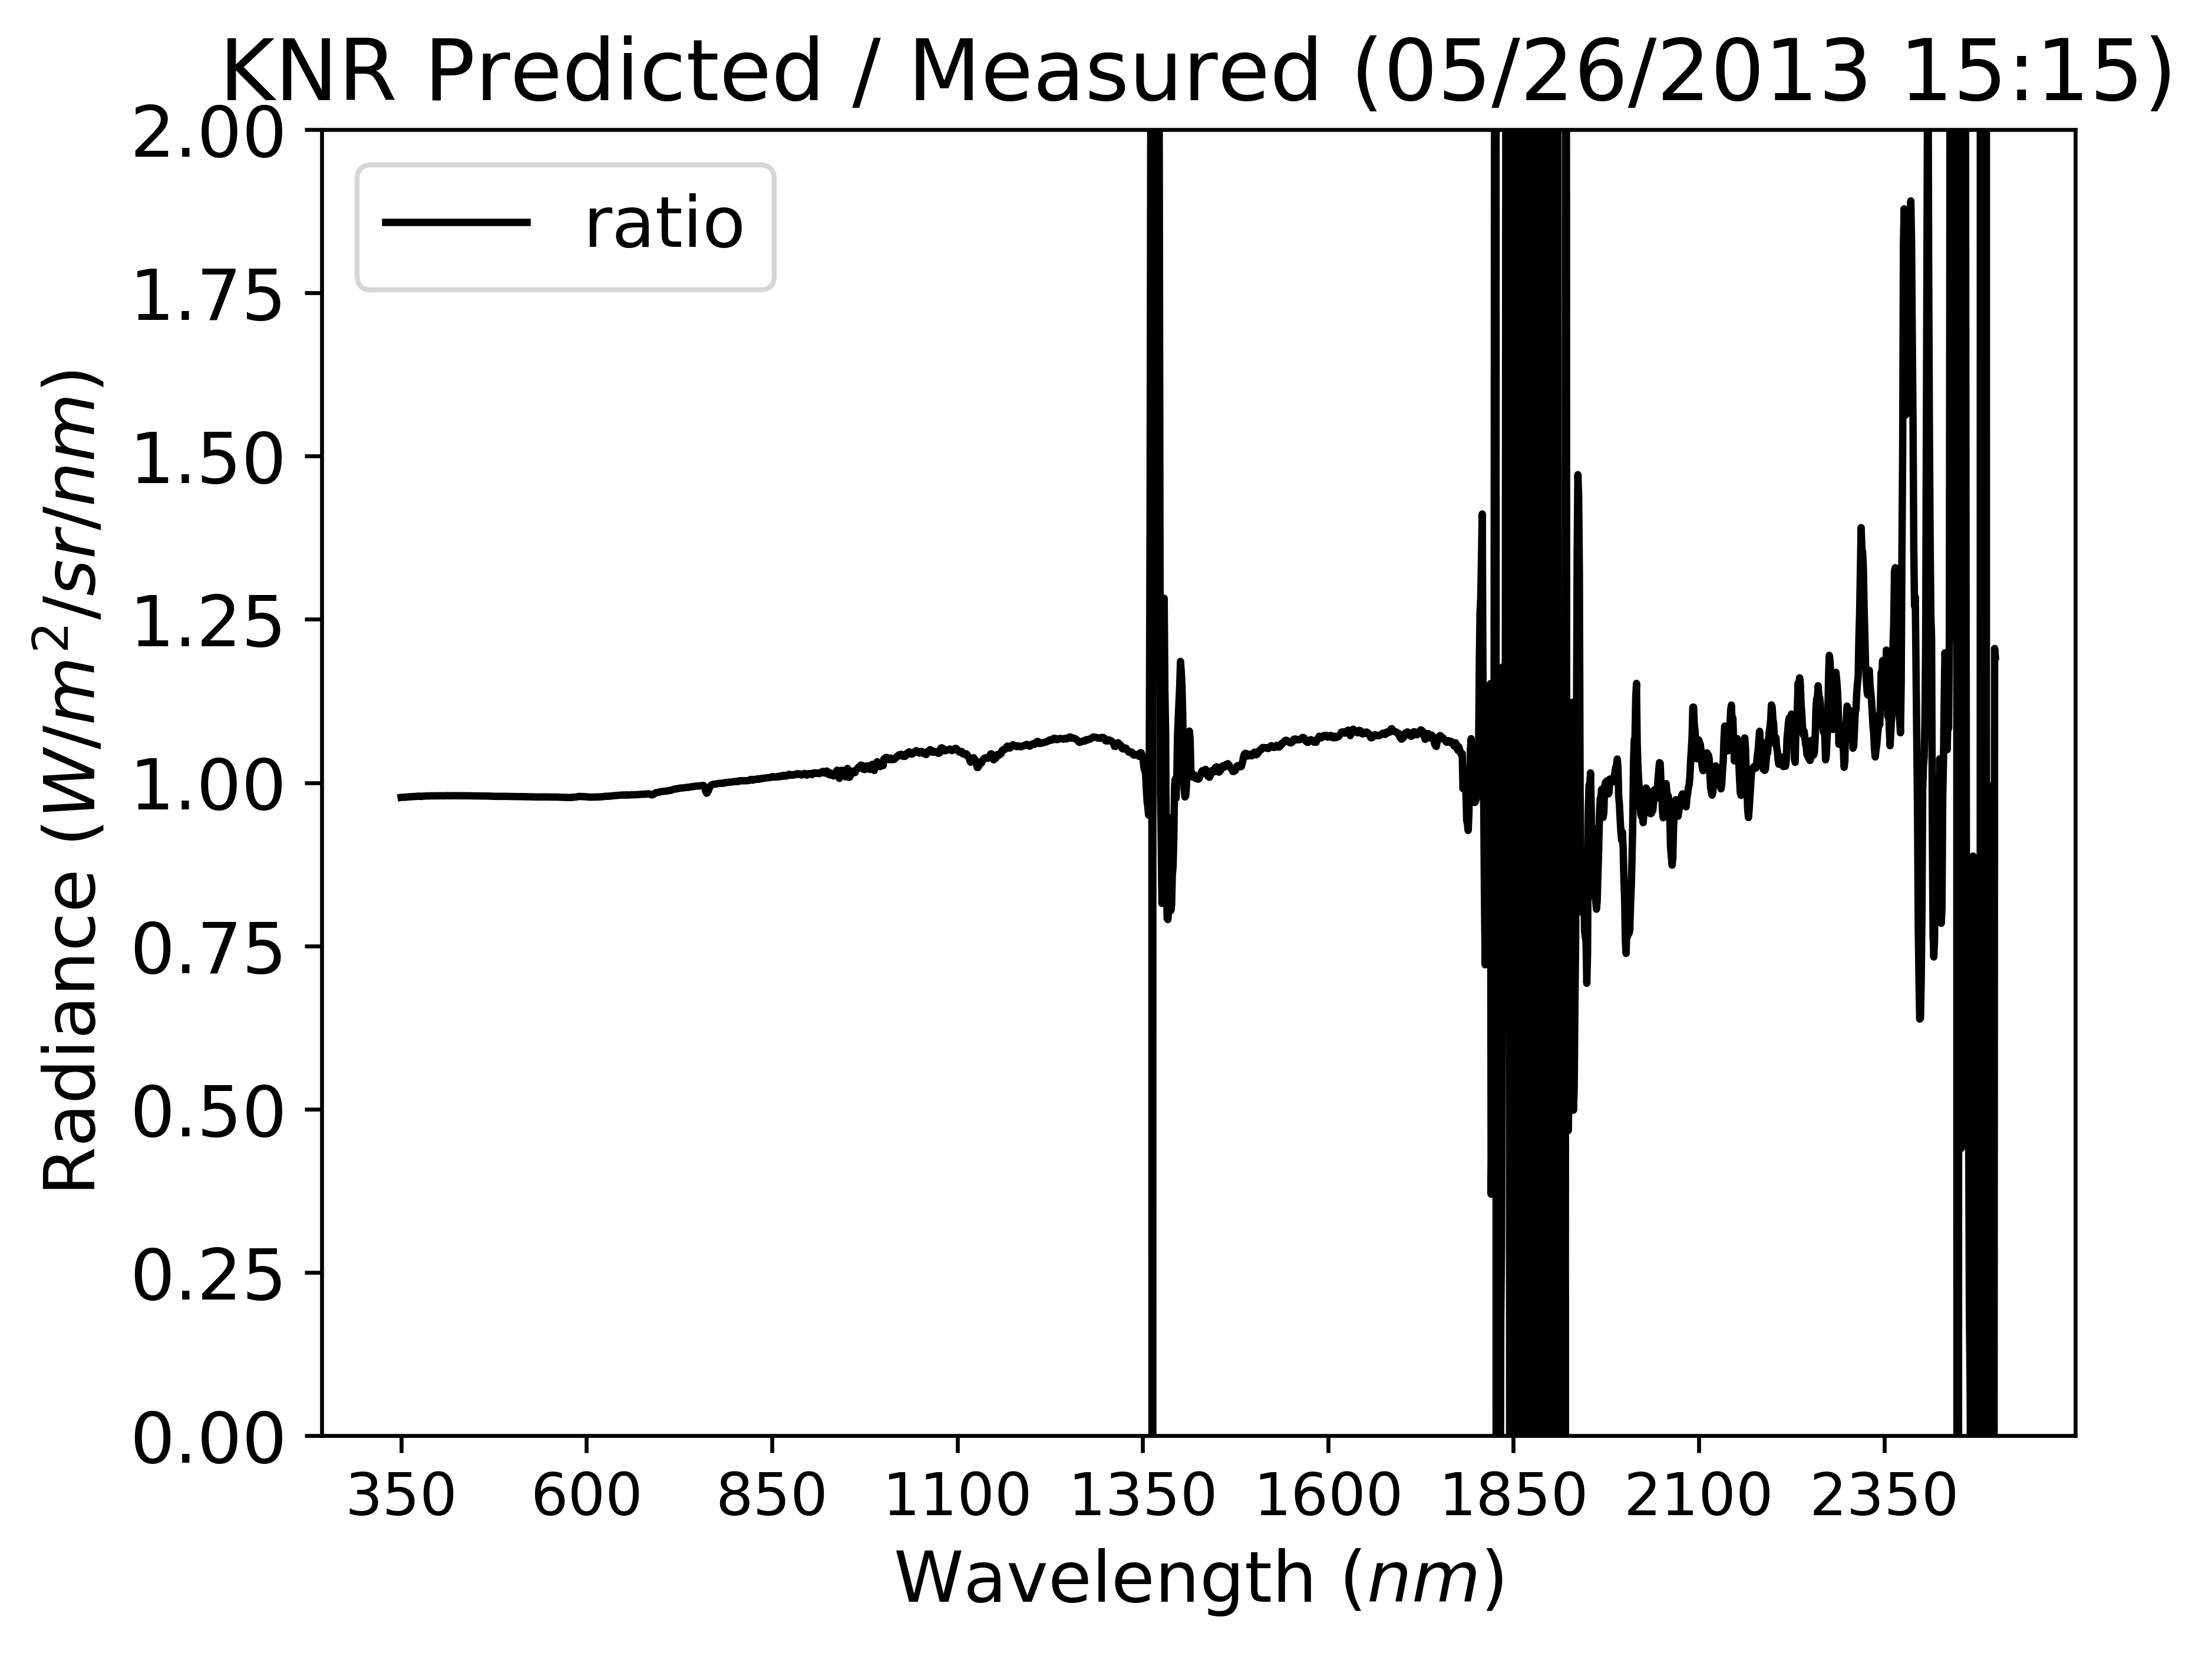 KNR Predicted / Measured (05/26/2013 15:15)
ratio
Radiance (W/m²/sr/nm)
2.00
1.75
1.50
1.25
1.00
0.75
0.50
0.25
0.00
350 600 850 1100 1350 1600 1850 2100 2350
Wavelength (nm)